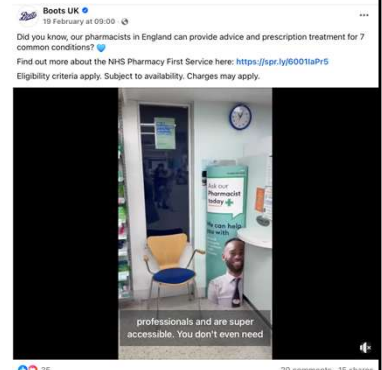 Boots UK
19 February at 09:00
Did you know, our pharmacists in England can provide advice and prescription treatment for 7
common conditions? 💙
Find out more about the NHS Pharmacy First Service here: https://spr.ly/6001IaPr5
Eligibility criteria apply. Subject to availability. Charges may apply.
Ask our
Pharmacist
today
We can help
with
professionals and are super
accessible. You don't even need